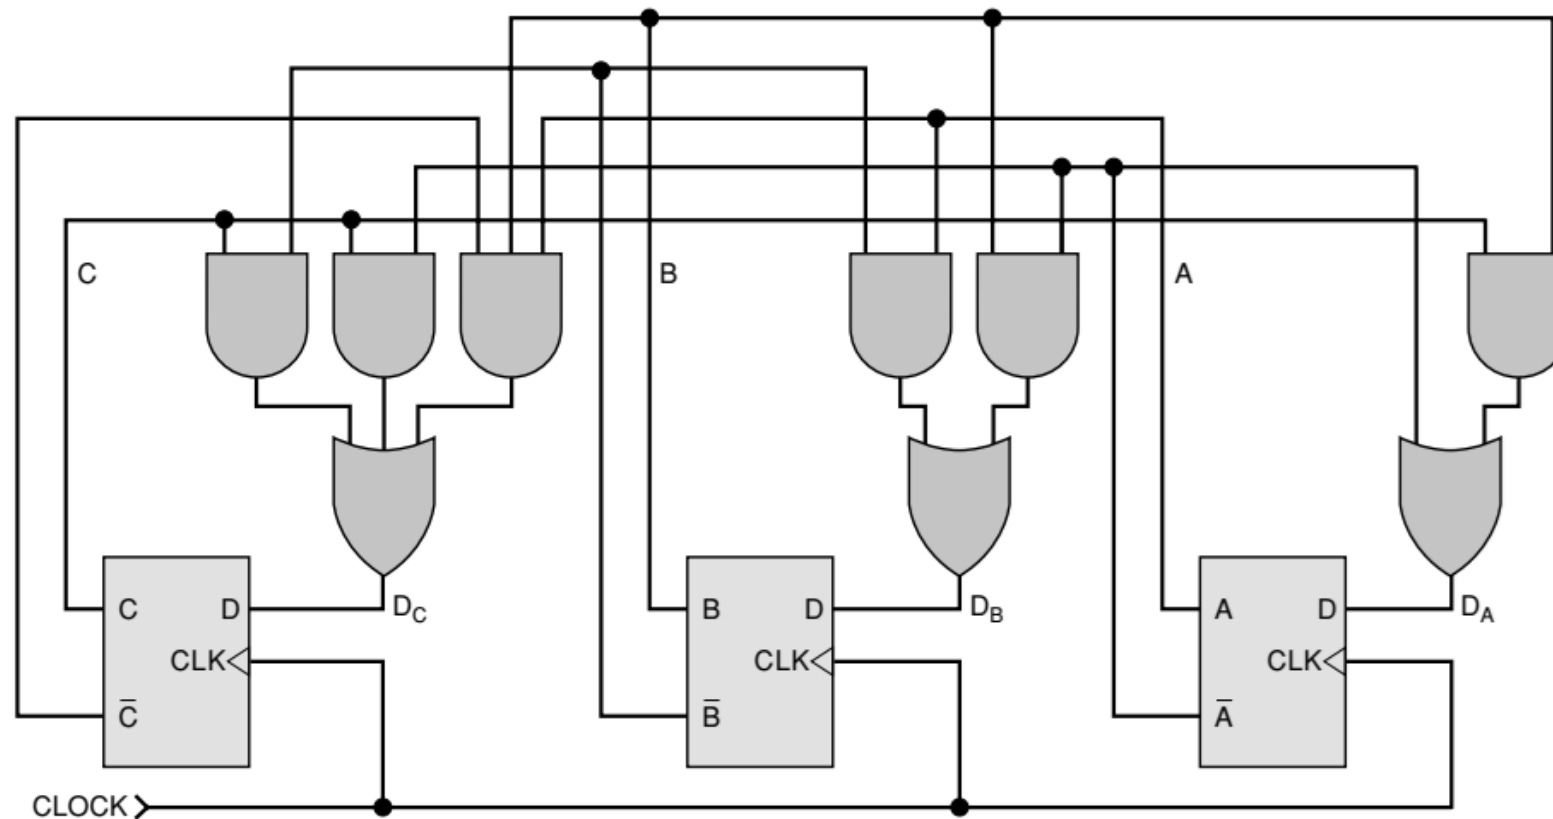 C B A
D_C D_B D_A
C D B D A D
CLK CLK CLK
C̅ B̅ A̅
CLOCK